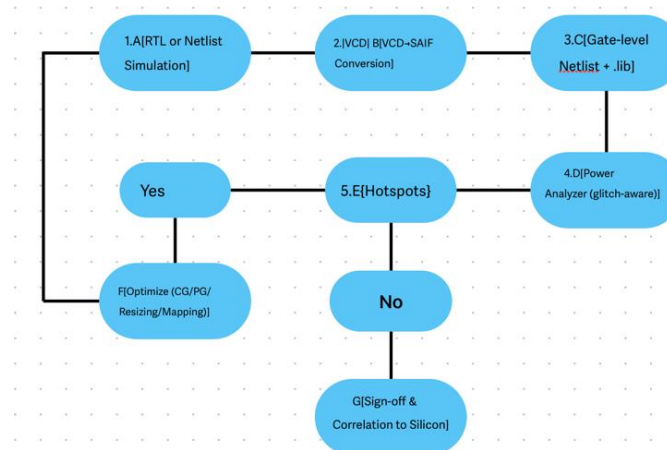 1.A[RTL or Netlist
Simulation]
2.|VCD| B[VCD→SAIF
Conversion]
3.C[Gate-level
Netlist + .lib]
Yes
5.E{Hotspots}
4.D[Power
Analyzer (glitch-aware)]
F[Optimize (CG/PG/
Resizing/Mapping)]
No
G[Sign-off &
Correlation to Silicon]